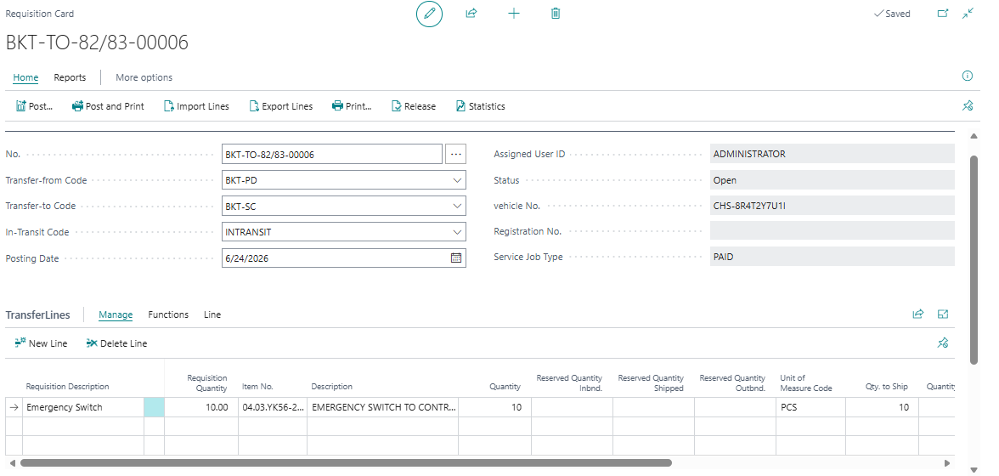 Requisition Card
Saved
BKT-TO-82/83-00006
Home Reports More options
Post... Post and Print Import Lines Export Lines Print... Release Statistics
No. BKT-TO-82/83-00006 Assigned User ID ADMINISTRATOR
Transfer-from Code BKT-PD Status Open
Transfer-to Code BKT-SC vehicle No. CHS-8R4T2Y7U1I
In-Transit Code INTRANSIT Registration No.
Posting Date 6/24/2026 Service Job Type PAID
TransferLines Manage Functions Line
New Line Delete Line
Requisition Description Requisition Quantity Item No. Description Quantity Reserved Quantity Inbnd. Reserved Quantity Shipped Reserved Quantity Outbnd. Unit of Measure Code Qty. to Ship Quantity
Emergency Switch 10.00 04.03.YK56-2... EMERGENCY SWITCH TO CONTR... 10 PCS 10